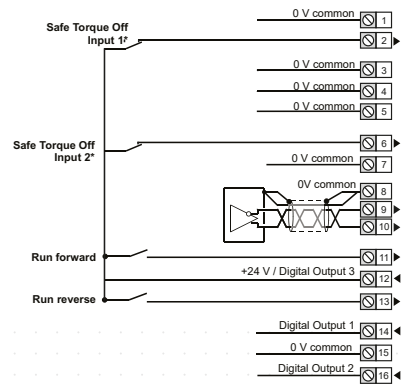 0 V common 1
Safe Torque Off
Input 1*
2
0 V common 3
0 V common 4
0 V common 5
Safe Torque Off
Input 2*
6
0 V common 7
0V common 8
9
10
Run forward 11
+24 V / Digital Output 3 12
Run reverse 13
Digital Output 1 14
0 V common 15
Digital Output 2 16